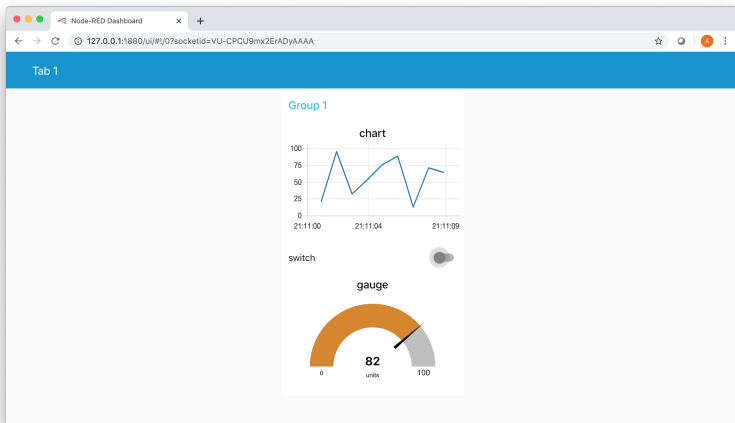 Node-RED Dashboard
127.0.0.1:1880/ui/#!/0?socketid=VU-CPCU9mx2ErADyAAAA
A
Tab 1
Group 1
chart
100
75
50
25
0
21:11:00 21:11:04 21:11:09
switch
gauge
82
units
0 100